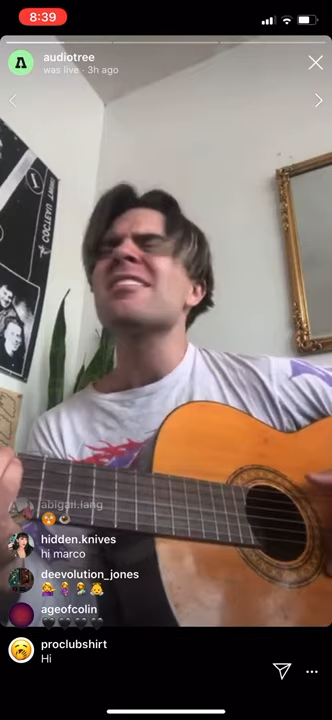 8:39
audiotree
was live · 3h ago
abigail.lang
hidden.knives
hi marco
deevolution_jones
ageofcolin
proclubshirt
Hi